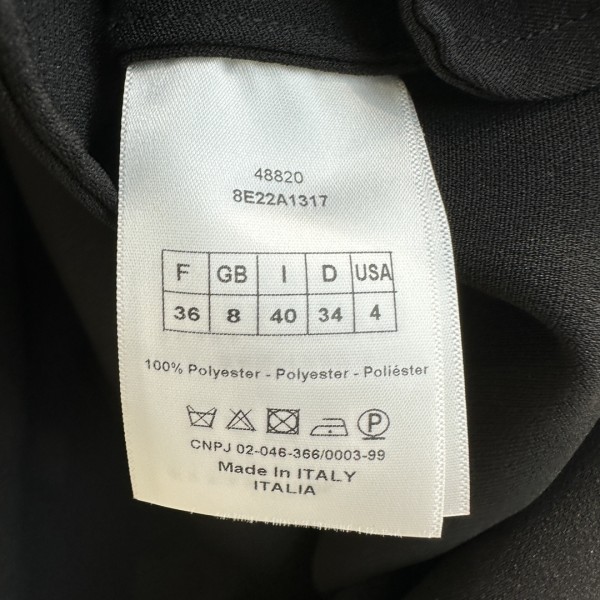 48820
8E22A1317
F GB I D USA
36 8 40 34 4
100% Polyester - Polyester - Poliéster
P
CNPJ 02-046-366/0003-99
Made In ITALY
ITALIA